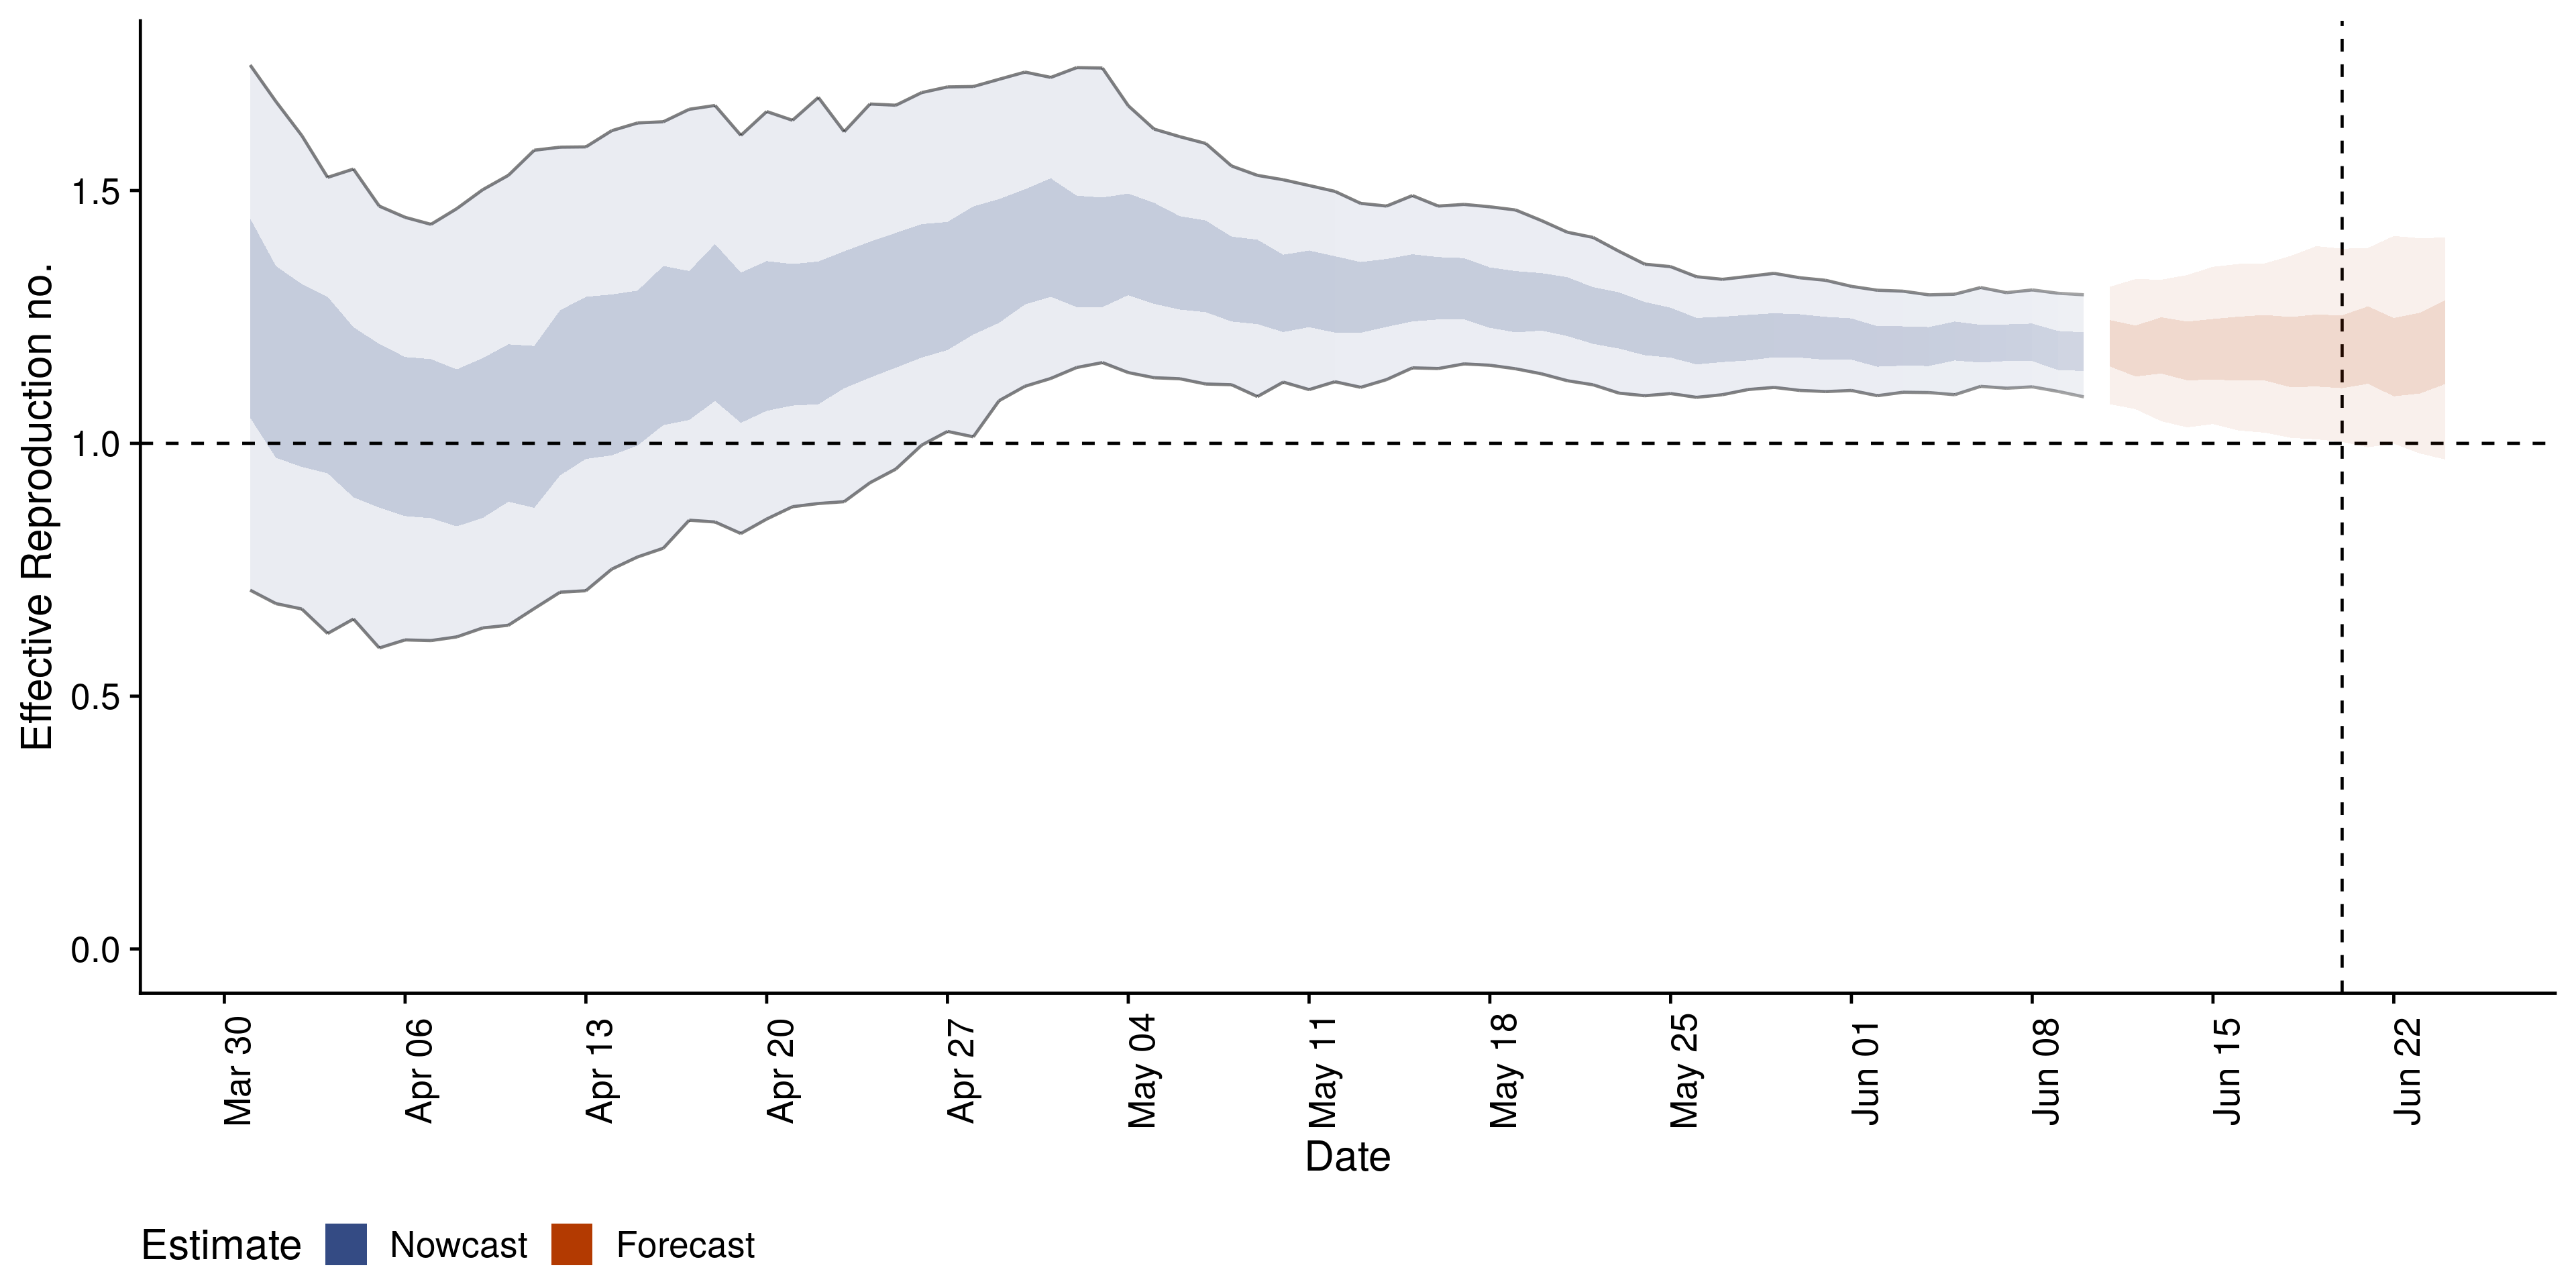 Effective Reproduction no.
1.5
1.0
0.5
0.0
Mar 30
Apr 06
Apr 13
Apr 20
Apr 27
May 04
May 11
May 18
May 25
Jun 01
Jun 08
Jun 15
Jun 22
Date
Estimate Nowcast Forecast